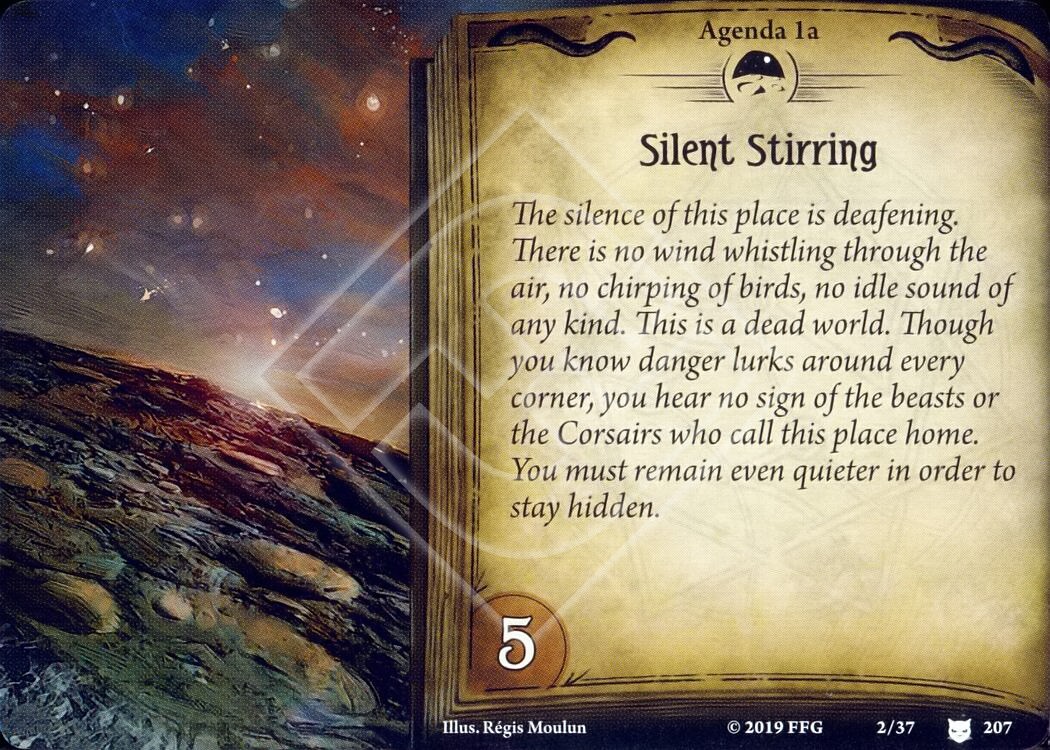 Agenda 1a
Silent Stirring
The silence of this place is deafening.
There is no wind whistling through the
air, no chirping of birds, no idle sound of
any kind. This is a dead world. Though
you know danger lurks around every
corner, you hear no sign of the beasts or
the Corsairs who call this place home.
You must remain even quieter in order to
stay hidden.
5
Illus. Régis Moulun
© 2019 FFG
2/37
207